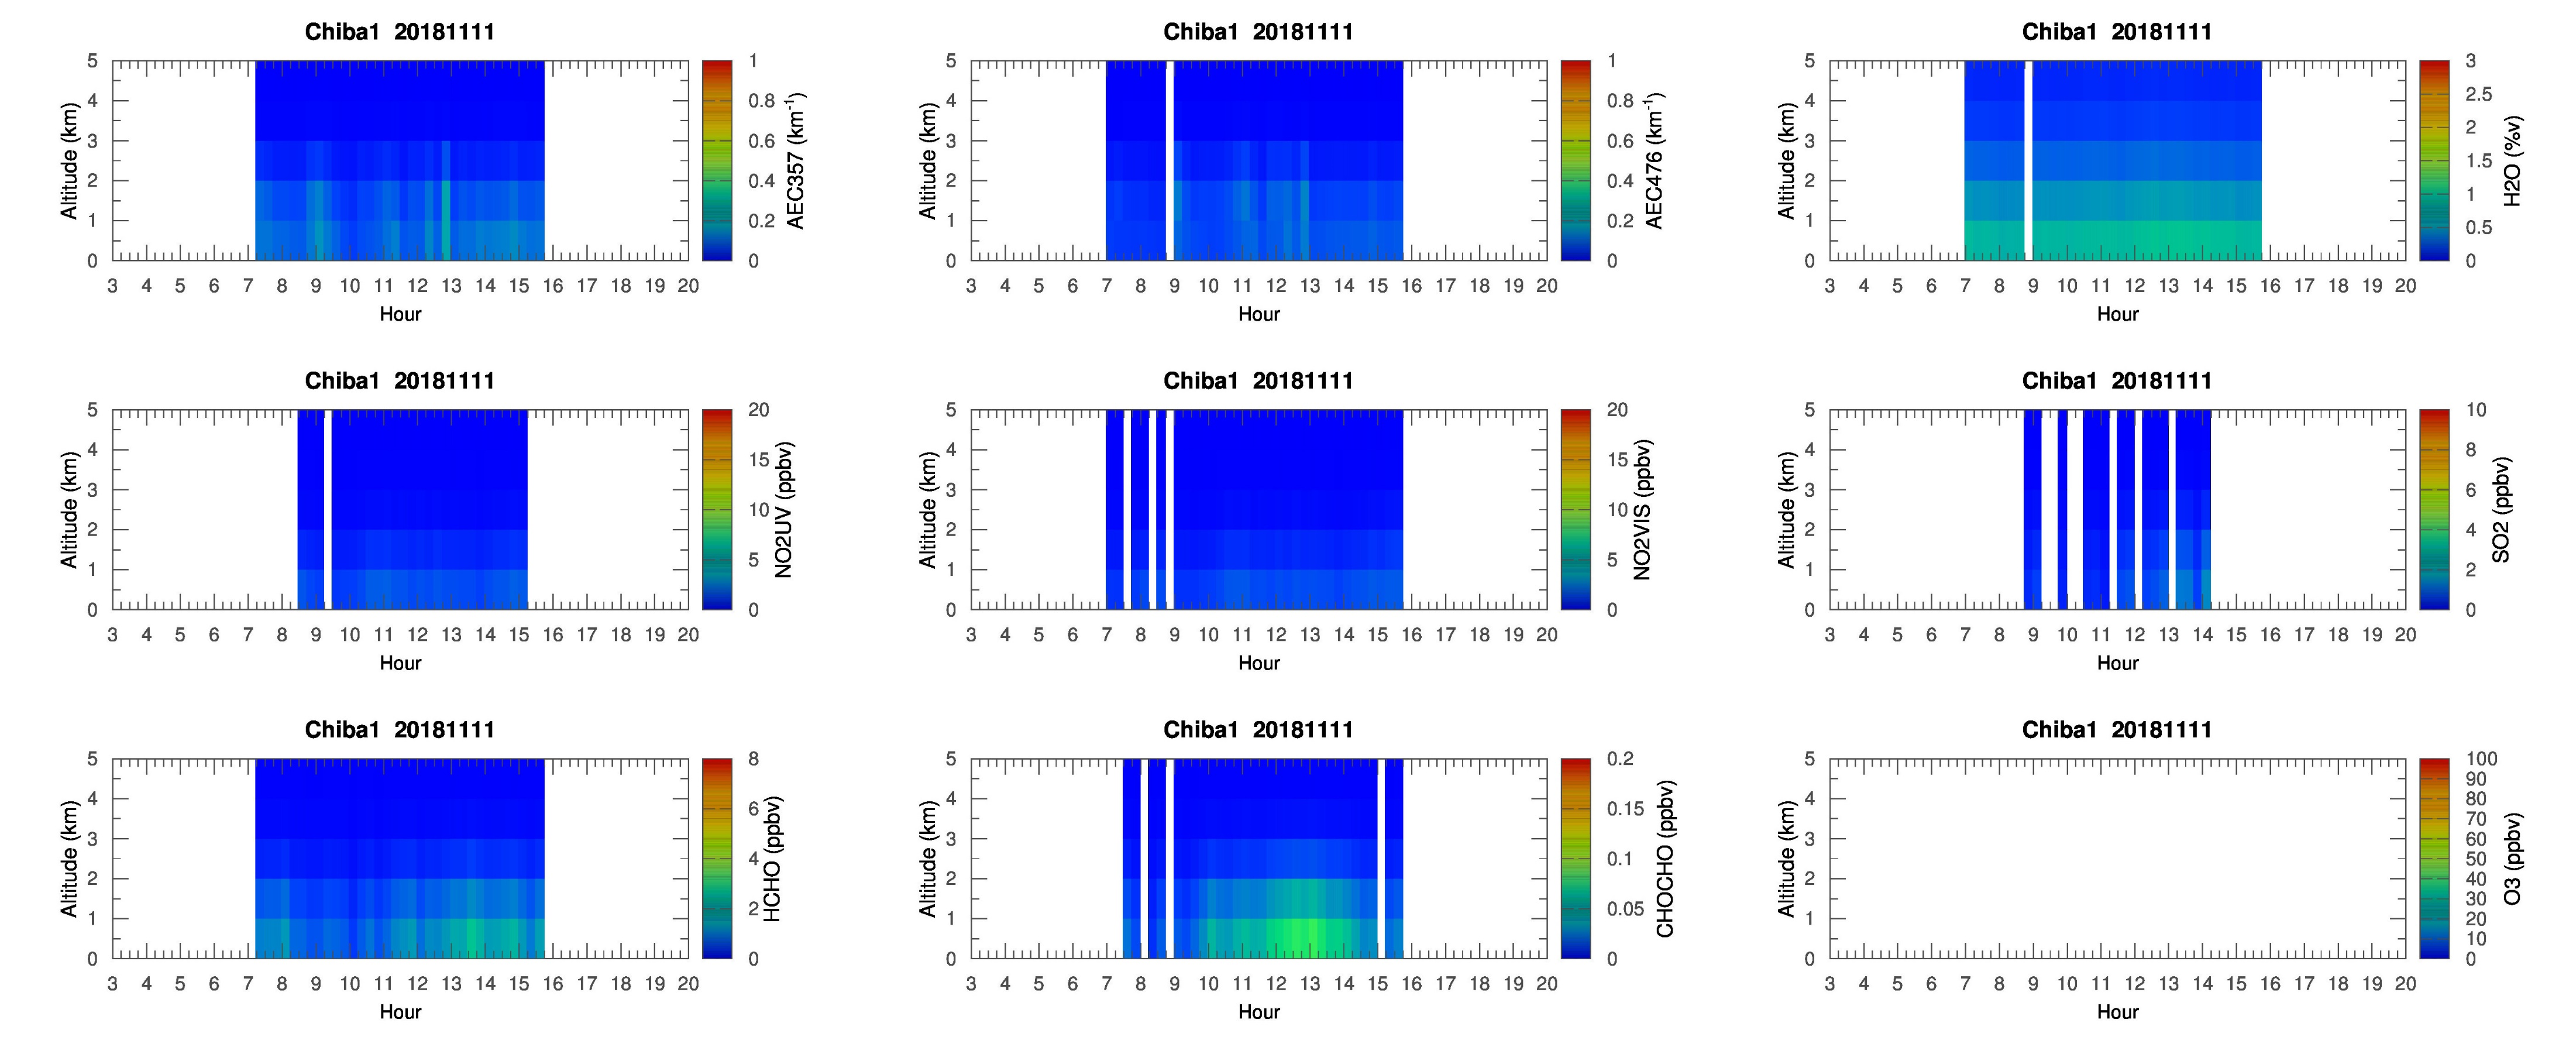 Chiba1 20181111
5
4
3
2
1
0
Altitude (km)
3 4 5 6 7 8 9 10 11 12 13 14 15 16 17 18 19 20
Hour
1
0.8
0.6
0.4
0.2
0
AEC357 (km-1)
Chiba1 20181111
5
4
3
2
1
0
Altitude (km)
3 4 5 6 7 8 9 10 11 12 13 14 15 16 17 18 19 20
Hour
1
0.8
0.6
0.4
0.2
0
AEC476 (km-1)
Chiba1 20181111
5
4
3
2
1
0
Altitude (km)
3 4 5 6 7 8 9 10 11 12 13 14 15 16 17 18 19 20
Hour
3
2.5
2
1.5
1
0.5
0
H2O (%v)
Chiba1 20181111
5
4
3
2
1
0
Altitude (km)
3 4 5 6 7 8 9 10 11 12 13 14 15 16 17 18 19 20
Hour
20
15
10
5
0
NO2UV (ppbv)
Chiba1 20181111
5
4
3
2
1
0
Altitude (km)
3 4 5 6 7 8 9 10 11 12 13 14 15 16 17 18 19 20
Hour
20
15
10
5
0
NO2VIS (ppbv)
Chiba1 20181111
5
4
3
2
1
0
Altitude (km)
3 4 5 6 7 8 9 10 11 12 13 14 15 16 17 18 19 20
Hour
10
8
6
4
2
0
SO2 (ppbv)
Chiba1 20181111
5
4
3
2
1
0
Altitude (km)
3 4 5 6 7 8 9 10 11 12 13 14 15 16 17 18 19 20
Hour
8
6
4
2
0
HCHO (ppbv)
Chiba1 20181111
5
4
3
2
1
0
Altitude (km)
3 4 5 6 7 8 9 10 11 12 13 14 15 16 17 18 19 20
Hour
0.2
0.15
0.1
0.05
0
CHOCHO (ppbv)
Chiba1 20181111
5
4
3
2
1
0
Altitude (km)
3 4 5 6 7 8 9 10 11 12 13 14 15 16 17 18 19 20
Hour
100
90
80
70
60
50
40
30
20
10
0
O3 (ppbv)